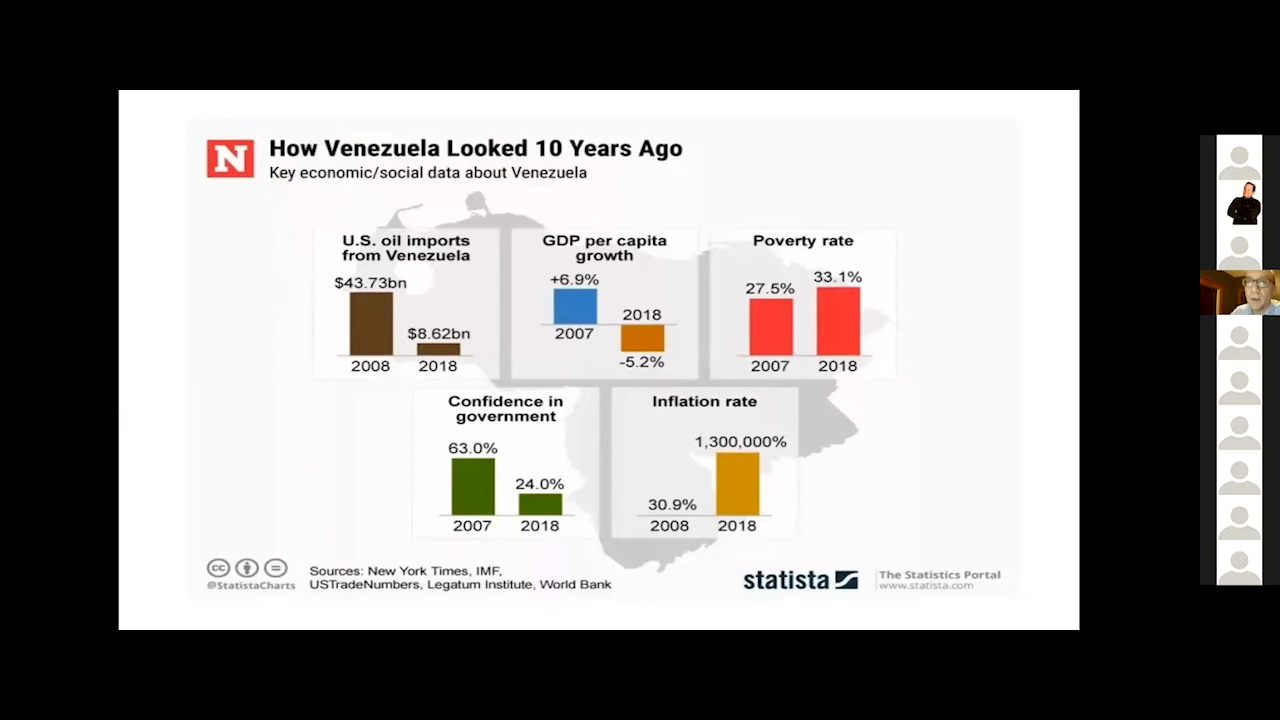 N
How Venezuela Looked 10 Years Ago
Key economic/social data about Venezuela
U.S. oil imports
from Venezuela
$43.73bn
$8.62bn
2008
2018
GDP per capita
growth
+6.9%
2018
2007
-5.2%
Poverty rate
27.5%
33.1%
2007
2018
Confidence in
government
63.0%
24.0%
2007
2018
Inflation rate
1,300,000%
30.9%
2008
2018
cc
@StatistaCharts
Sources: New York Times, IMF,
USTradeNumbers, Legatum Institute, World Bank
statista
The Statistics Portal
www.statista.com